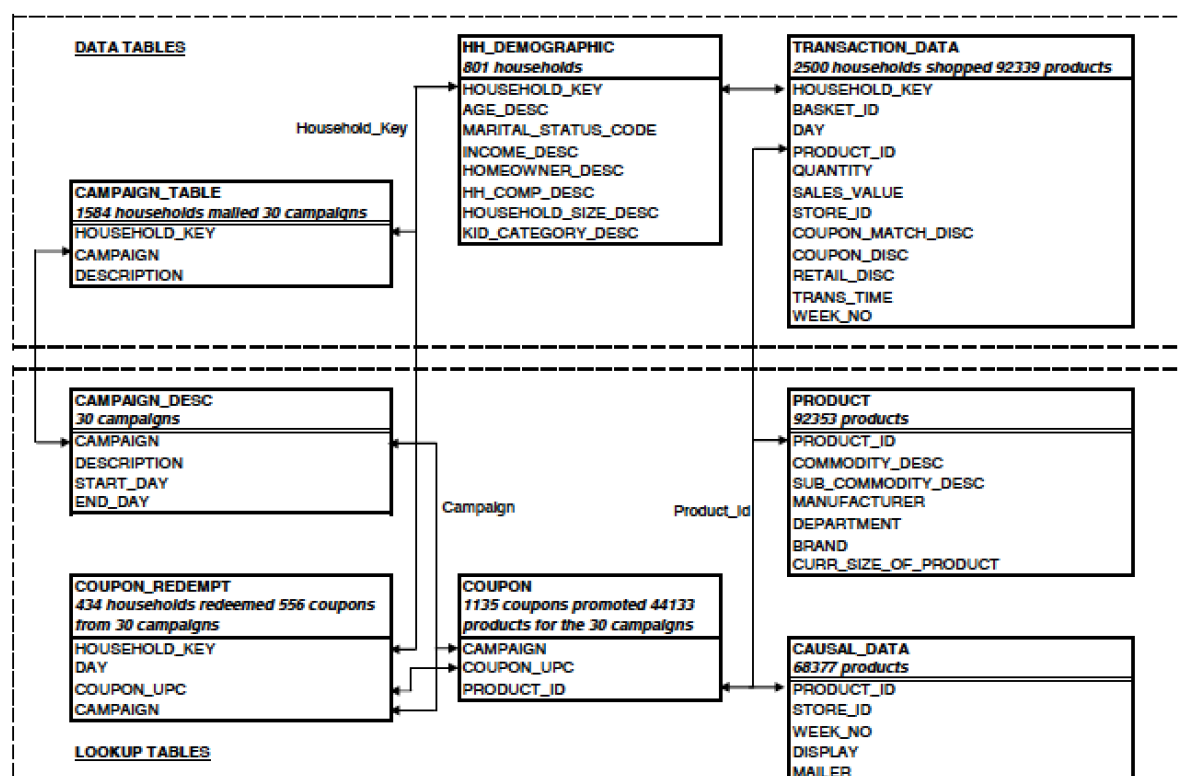 DATA TABLES
HH_DEMOGRAPHIC
801 households
HOUSEHOLD_KEY
AGE_DESC
MARITAL_STATUS_CODE
INCOME_DESC
HOMEOWNER_DESC
HH_COMP_DESC
HOUSEHOLD_SIZE_DESC
KID_CATEGORY_DESC
TRANSACTION_DATA
2500 households shopped 92339 products
HOUSEHOLD_KEY
BASKET_ID
DAY
PRODUCT_ID
QUANTITY
SALES_VALUE
STORE_ID
COUPON_MATCH_DISC
COUPON_DISC
RETAIL_DISC
TRANS_TIME
WEEK_NO
Household_Key
CAMPAIGN_TABLE
1584 households mailed 30 campaigns
HOUSEHOLD_KEY
CAMPAIGN
DESCRIPTION
CAMPAIGN_DESC
30 campaigns
CAMPAIGN
DESCRIPTION
START_DAY
END_DAY
Campaign
Product_Id
PRODUCT
92353 products
PRODUCT_ID
COMMODITY_DESC
SUB_COMMODITY_DESC
MANUFACTURER
DEPARTMENT
BRAND
CURR_SIZE_OF_PRODUCT
COUPON_REDEMPT
434 households redeemed 556 coupons
from 30 campaigns
HOUSEHOLD_KEY
DAY
COUPON_UPC
CAMPAIGN
COUPON
1135 coupons promoted 44133
products for the 30 campaigns
CAMPAIGN
COUPON_UPC
PRODUCT_ID
CAUSAL_DATA
68377 products
PRODUCT_ID
STORE_ID
WEEK_NO
DISPLAY
MAILER
LOOKUP TABLES